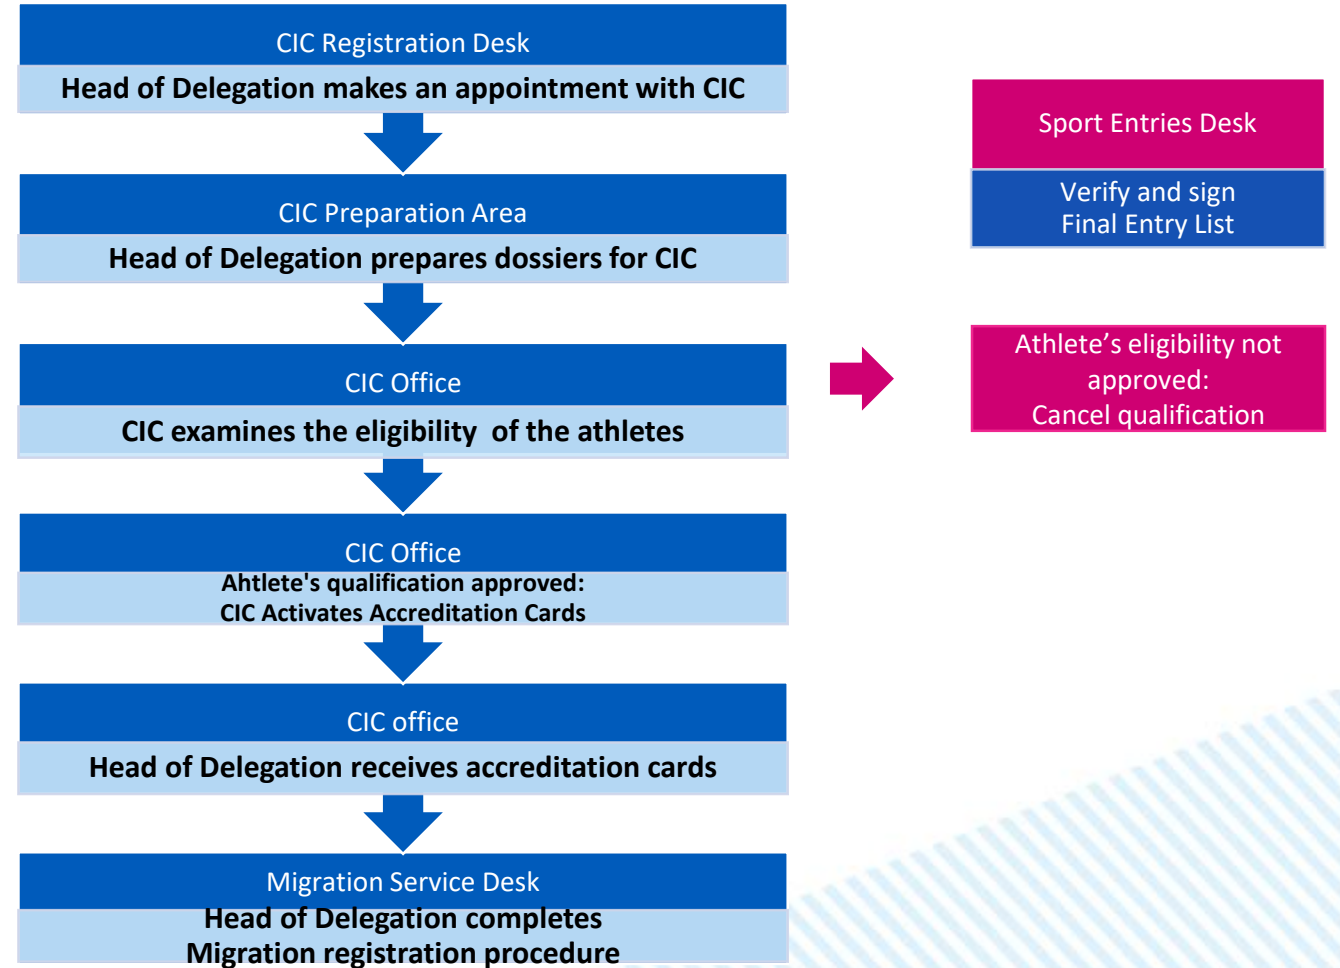 CIC Registration Desk
Head of Delegation makes an appointment with CIC
CIC Preparation Area
Head of Delegation prepares dossiers for CIC
CIC Office
CIC examines the eligibility of the athletes
CIC Office
Ahtlete's qualification approved:
CIC Activates Accreditation Cards
CIC office
Head of Delegation receives accreditation cards
Migration Service Desk
Head of Delegation completes
Migration registration procedure
Sport Entries Desk
Verify and sign
Final Entry List
Athlete’s eligibility not
approved:
Cancel qualification